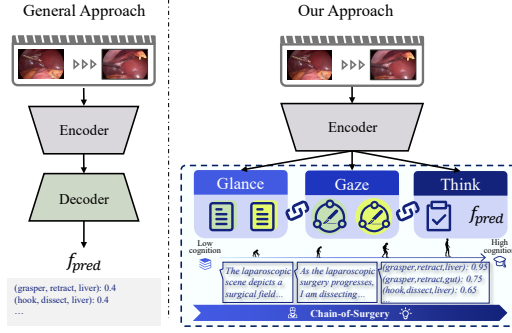 General Approach
Encoder
Decoder
f_pred
(grasper, retract, liver): 0.4
(hook, dissect, liver): 0.4
…
Our Approach
Encoder
Glance
Gaze
Think
f_pred
Low
cognition
High
cognition
The laparoscopic
scene depicts a
surgical field…
As the laparoscopic
surgery progresses,
I am dissecting…
(grasper,retract,liver): 0.95
(grasper,retract,gut): 0.75
(hook,dissect,liver): 0.65
…
Chain-of-Surgery